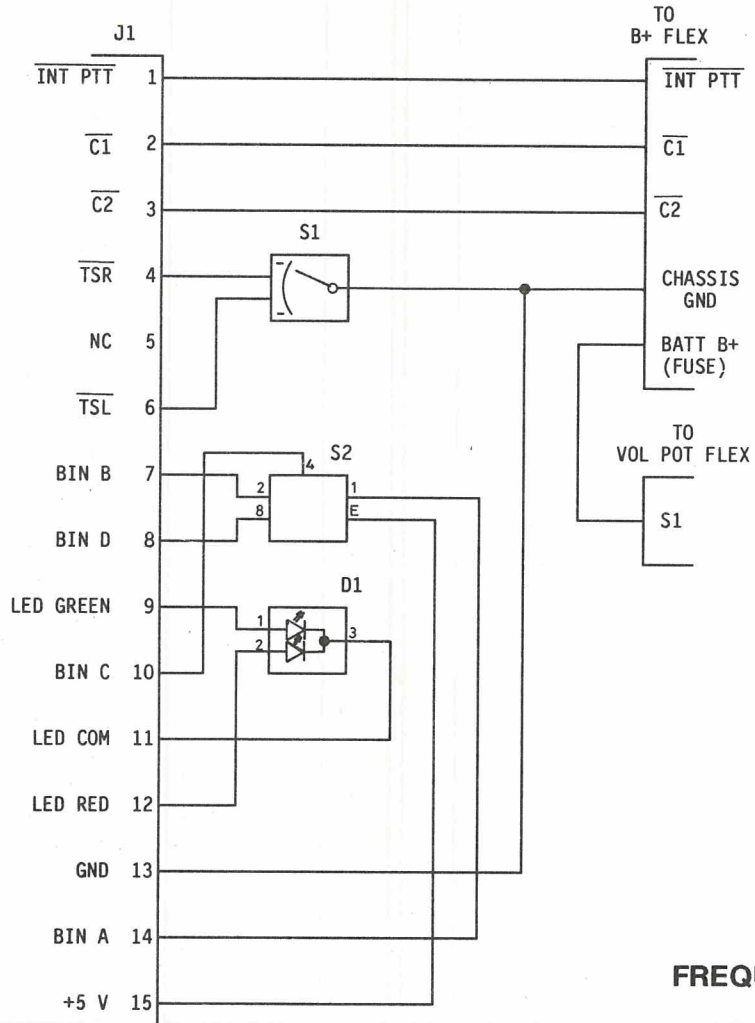 J1
TO
B+ FLEX
INT PTT 1
INT PTT
C1 2
C1
C2 3
C2
S1
TSR 4
CHASSIS
GND
NC 5
BATT B+
(FUSE)
TSL 6
TO
VOL POT FLEX
S2
BIN B 7
4
2
1
8
E
S1
BIN D 8
D1
LED GREEN 9
1
2
3
BIN C 10
LED COM 11
LED RED 12
GND 13
BIN A 14
FREQU
+5 V 15